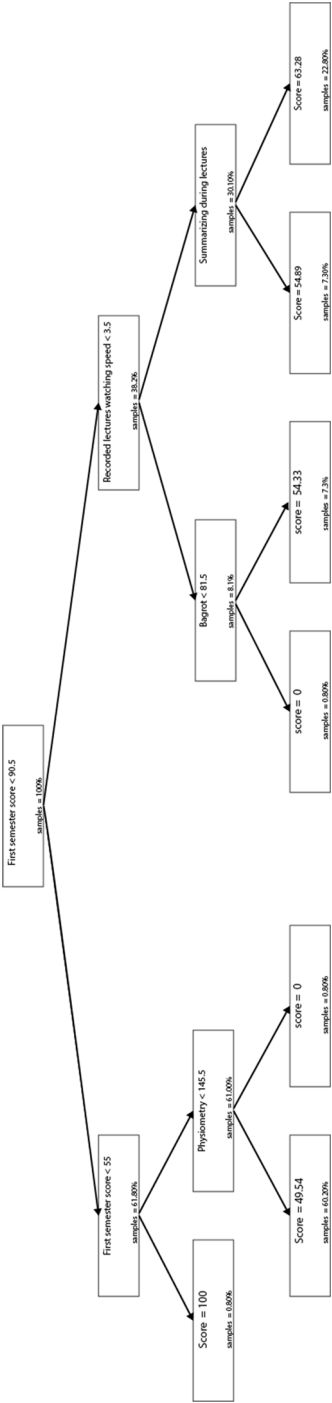 First semester score < 90.5
samples = 100%
First semester score < 55
samples = 61.80%
Recorded lectures watching speed < 3.5
samples = 38.2%
Score = 100
samples = 0.80%
Physiometry < 145.5
samples = 61.00%
Bagrot < 81.5
samples = 8.1%
Summarizing during lectures
samples = 30.10%
Score = 49.54
samples = 60.20%
score = 0
samples = 0.80%
score = 0
samples = 0.80%
score = 54.33
samples = 7.3%
Score = 54.89
samples = 7.30%
Score = 63.28
samples = 22.80%